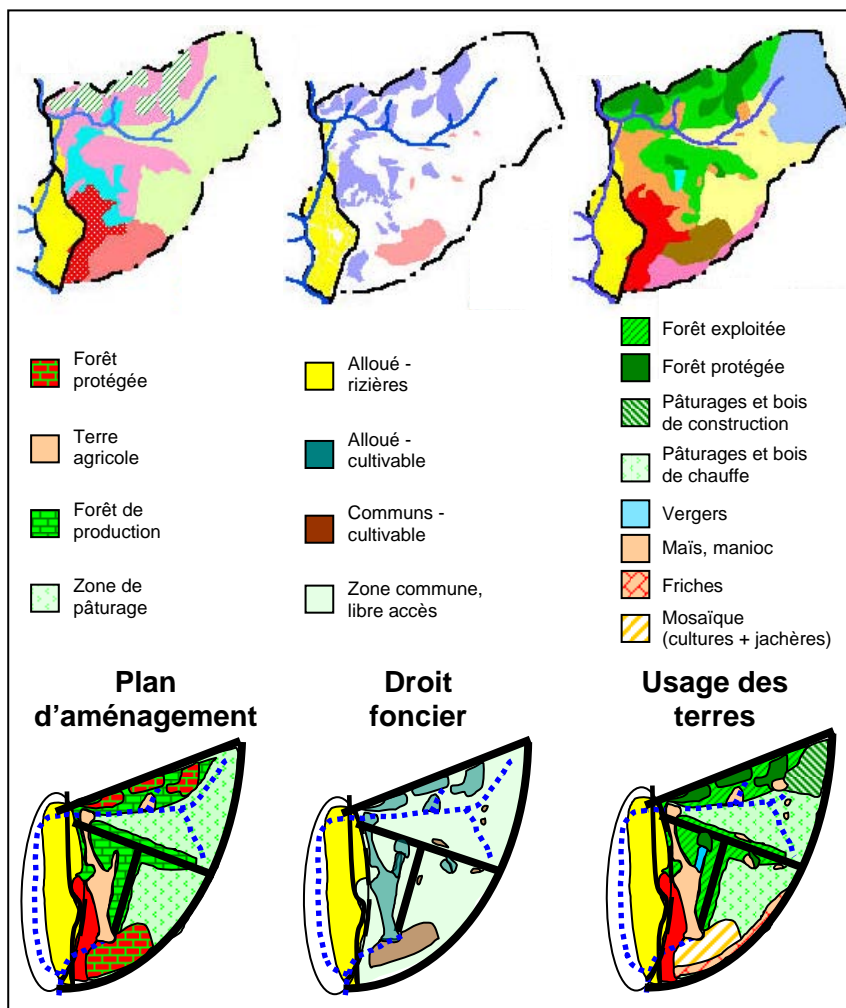 Forêt
protégée
Terre
agricole
Forêt de
production
Zone de
pâturage
Alloué -
rizières
Alloué -
cultivable
Communs -
cultivable
Zone commune,
libre accès
Forêt exploitée
Forêt protégée
Pâturages et bois
de construction
Pâturages et bois
de chauffe
Vergers
Maïs, manioc
Friches
Mosaïque
(cultures + jachères)
Plan
d’aménagement
Droit
foncier
Usage des
terres